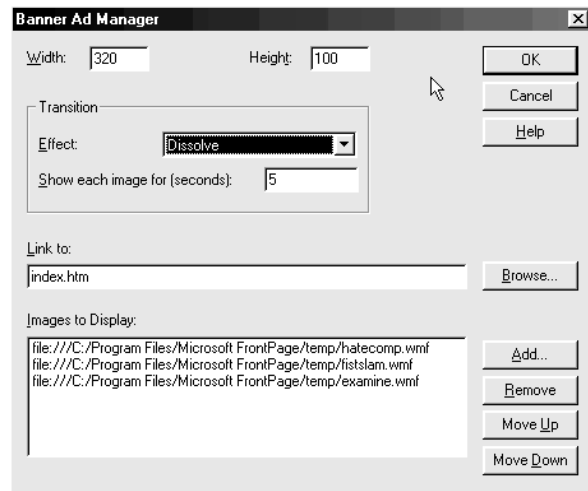 Banner Ad Manager
Width: 320 Height: 100 OK
Cancel
Transition
Help
Effect: Dissolve
Show each image for (seconds): 5
Link to:
index.htm Browse...
Images to Display:
file:///C:/Program Files/Microsoft FrontPage/temp/hatecomp.wmf
file:///C:/Program Files/Microsoft FrontPage/temp/fistslam.wmf
file:///C:/Program Files/Microsoft FrontPage/temp/examine.wmf
Add...
Remove
Move Up
Move Down